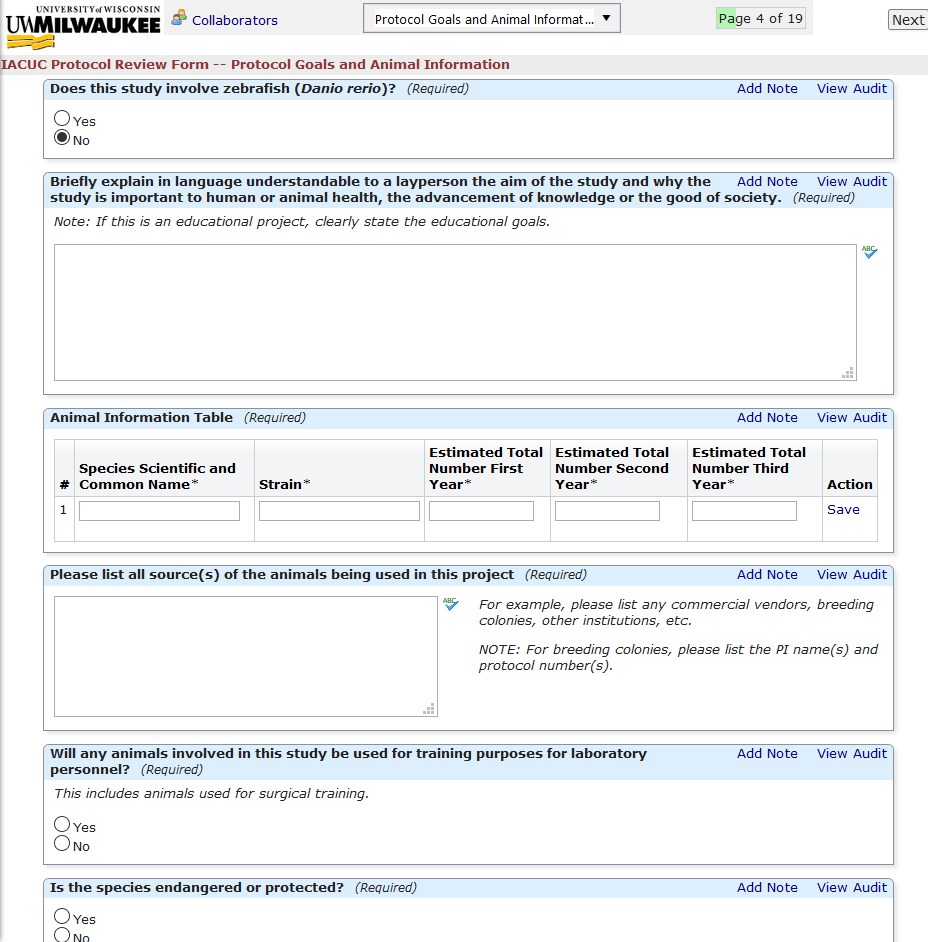 UNIVERSITY of WISCONSIN
UWMILWAUKEE
Collaborators
Protocol Goals and Animal Informat...
Page 4 of 19
Next
IACUC Protocol Review Form -- Protocol Goals and Animal Information
Does this study involve zebrafish (Danio rerio)? (Required)
Add Note View Audit
Yes
No
Briefly explain in language understandable to a layperson the aim of the study and why the
study is important to human or animal health, the advancement of knowledge or the good of society. (Required)
Add Note View Audit
Note: If this is an educational project, clearly state the educational goals.
ABC
Animal Information Table (Required)
Add Note View Audit
# Species Scientific and Common Name* Strain* Estimated Total Number First Year* Estimated Total Number Second Year* Estimated Total Number Third Year* Action
1 Save
Please list all source(s) of the animals being used in this project (Required)
Add Note View Audit
ABC
For example, please list any commercial vendors, breeding
colonies, other institutions, etc.
NOTE: For breeding colonies, please list the PI name(s) and
protocol number(s).
Will any animals involved in this study be used for training purposes for laboratory
personnel? (Required)
Add Note View Audit
This includes animals used for surgical training.
Yes
No
Is the species endangered or protected? (Required)
Add Note View Audit
Yes
No